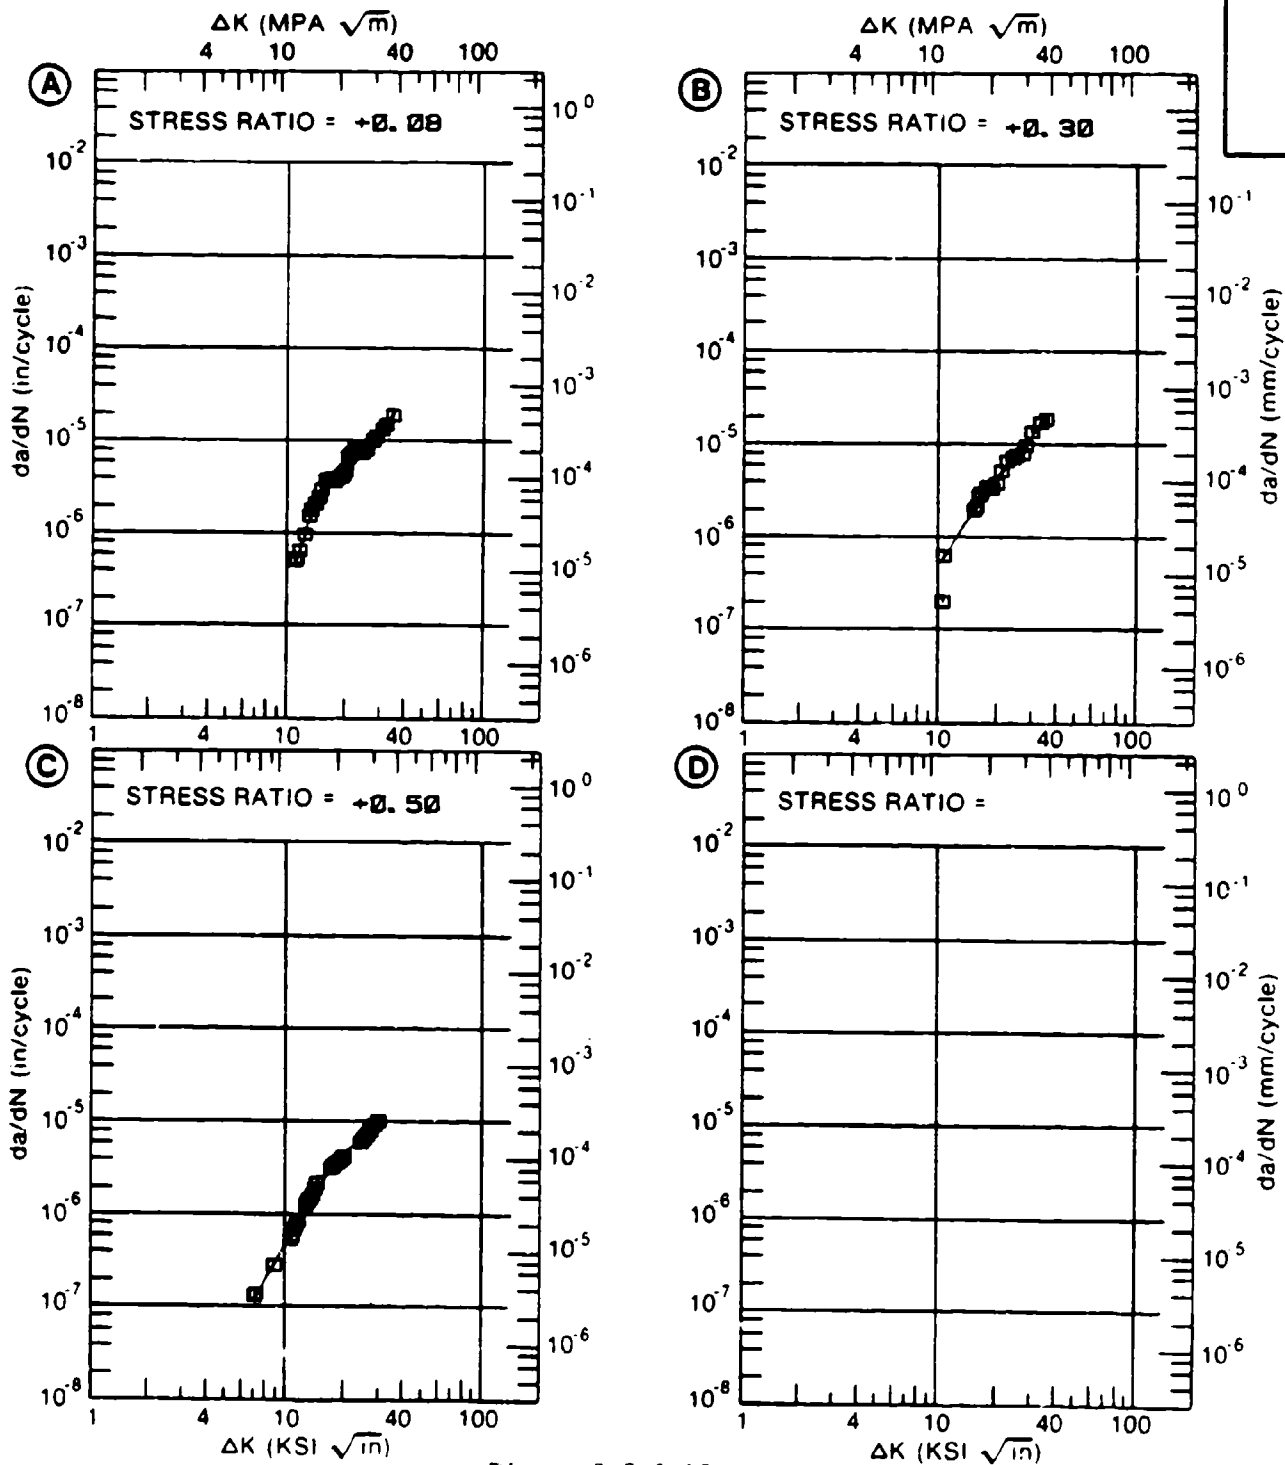 ΔK (MPA √m)
4 10 40 100
ΔK (MPA √m)
4 10 40 100
A
STRESS RATIO = +0.08
B
STRESS RATIO = +0.30
10⁻²
10⁻³
10⁻⁴
10⁻⁵
10⁻⁶
10⁻⁷
10⁻⁸
da/dN (in/cycle)
10⁰
10⁻¹
10⁻²
10⁻³
10⁻⁴
10⁻⁵
10⁻⁶
1 4 10 40 100
10⁻²
10⁻³
10⁻⁴
10⁻⁵
10⁻⁶
10⁻⁷
10⁻⁸
10⁻¹
10⁻²
10⁻³
10⁻⁴
10⁻⁵
10⁻⁶
da/dN (mm/cycle)
1 4 10 40 100
C
STRESS RATIO = +0.50
D
STRESS RATIO =
10⁻²
10⁻³
10⁻⁴
10⁻⁵
10⁻⁶
10⁻⁷
10⁻⁸
da/dN (in/cycle)
10⁰
10⁻¹
10⁻²
10⁻³
10⁻⁴
10⁻⁵
10⁻⁶
1 4 10 40 100
ΔK (KSI √in)
10⁻²
10⁻³
10⁻⁴
10⁻⁵
10⁻⁶
10⁻⁷
10⁻⁸
10⁰
10⁻¹
10⁻²
10⁻³
10⁻⁴
10⁻⁵
10⁻⁶
da/dN (mm/cycle)
1 4 10 40 100
ΔK (KSI √in)